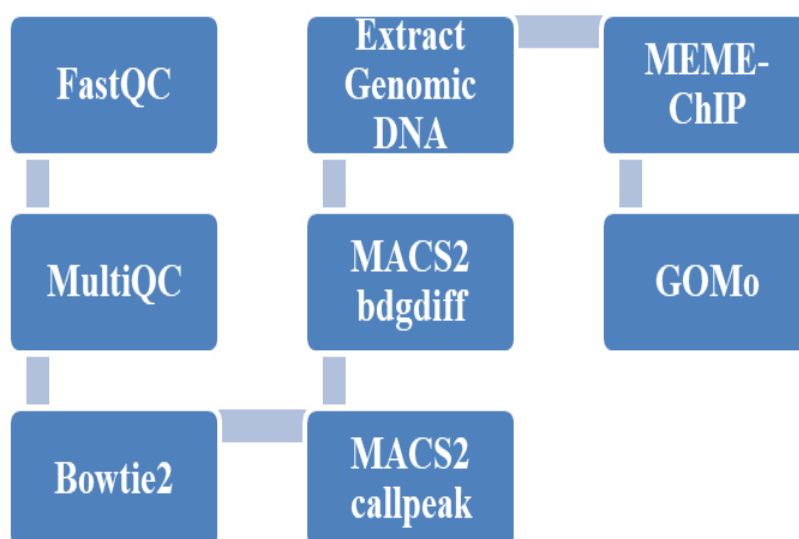 FastQC
MultiQC
Bowtie2
MACS2
callpeak
MACS2
bdgdiff
Extract
Genomic
DNA
MEME-
ChIP
GOMo